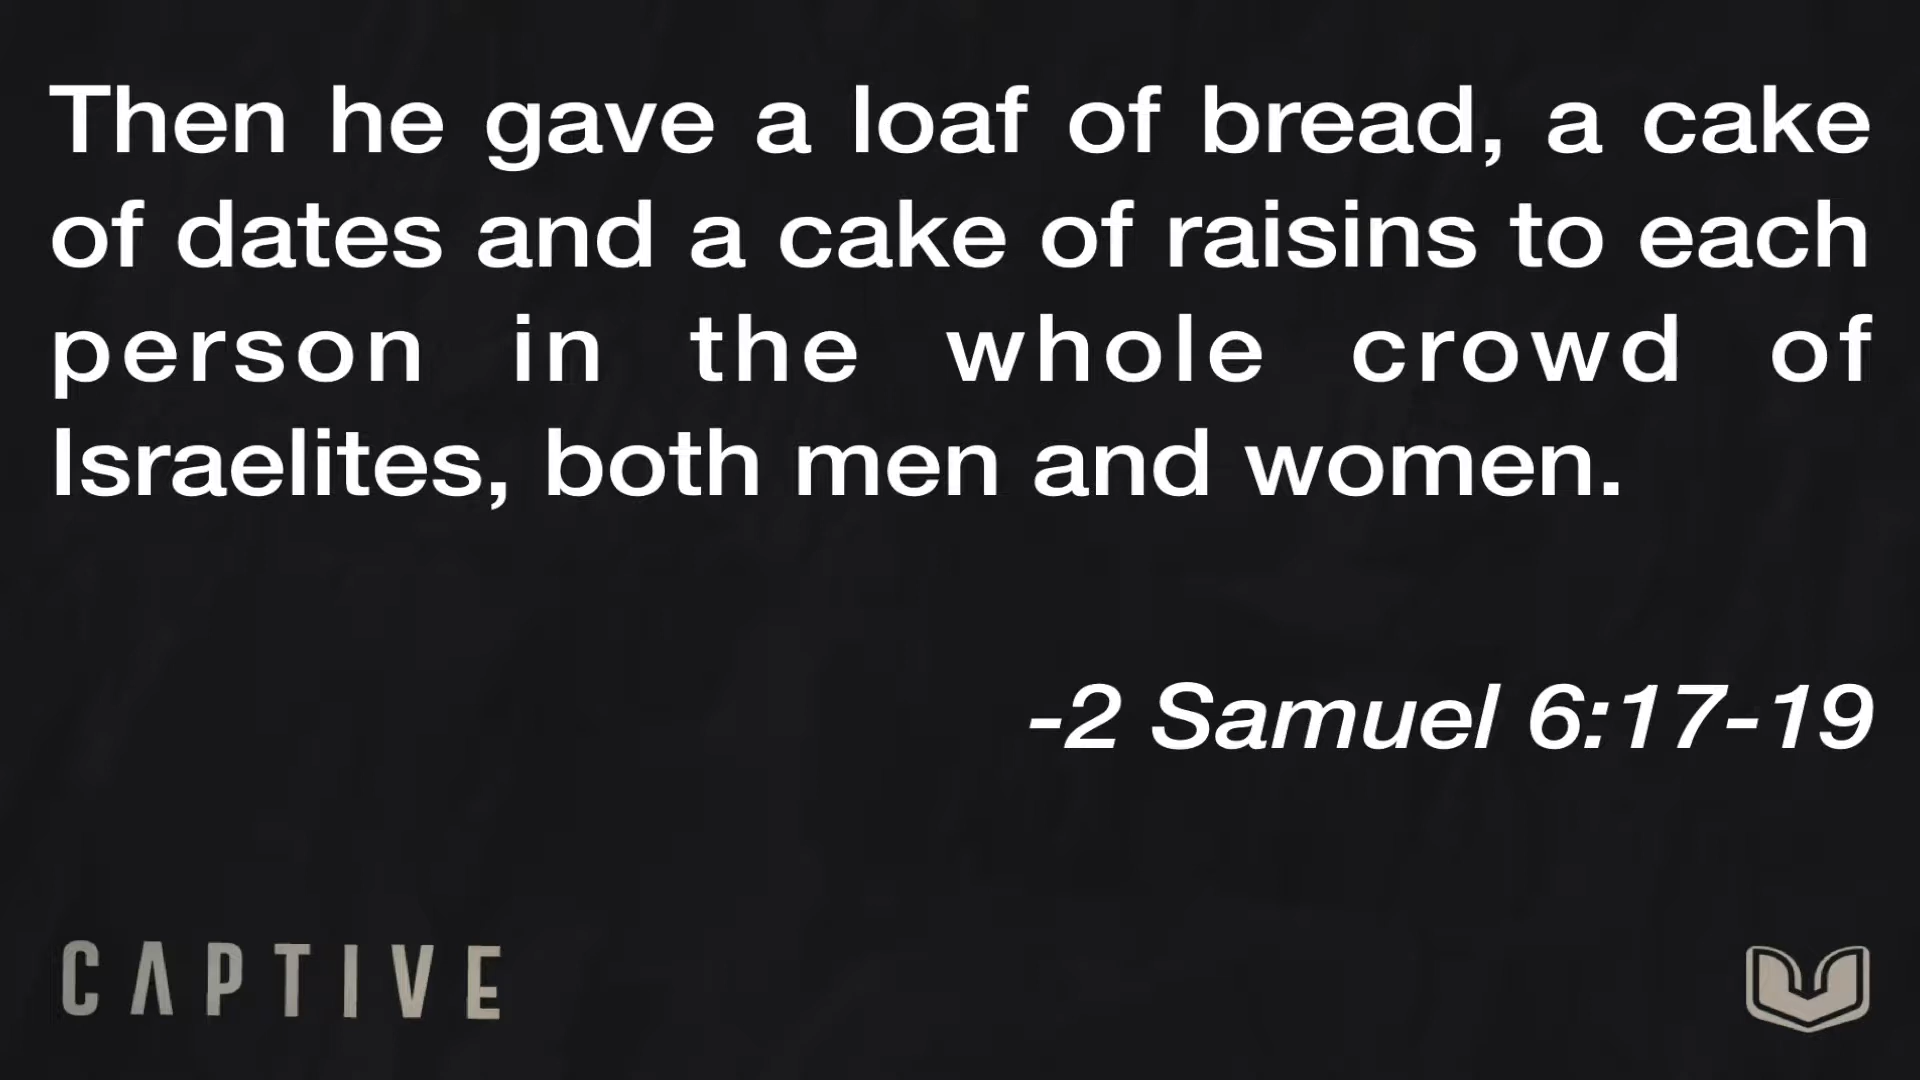 Then he gave a loaf of bread, a cake
of dates and a cake of raisins to each
person in the whole crowd of
Israelites, both men and women.
-2 Samuel 6:17-19
CAPTIVE